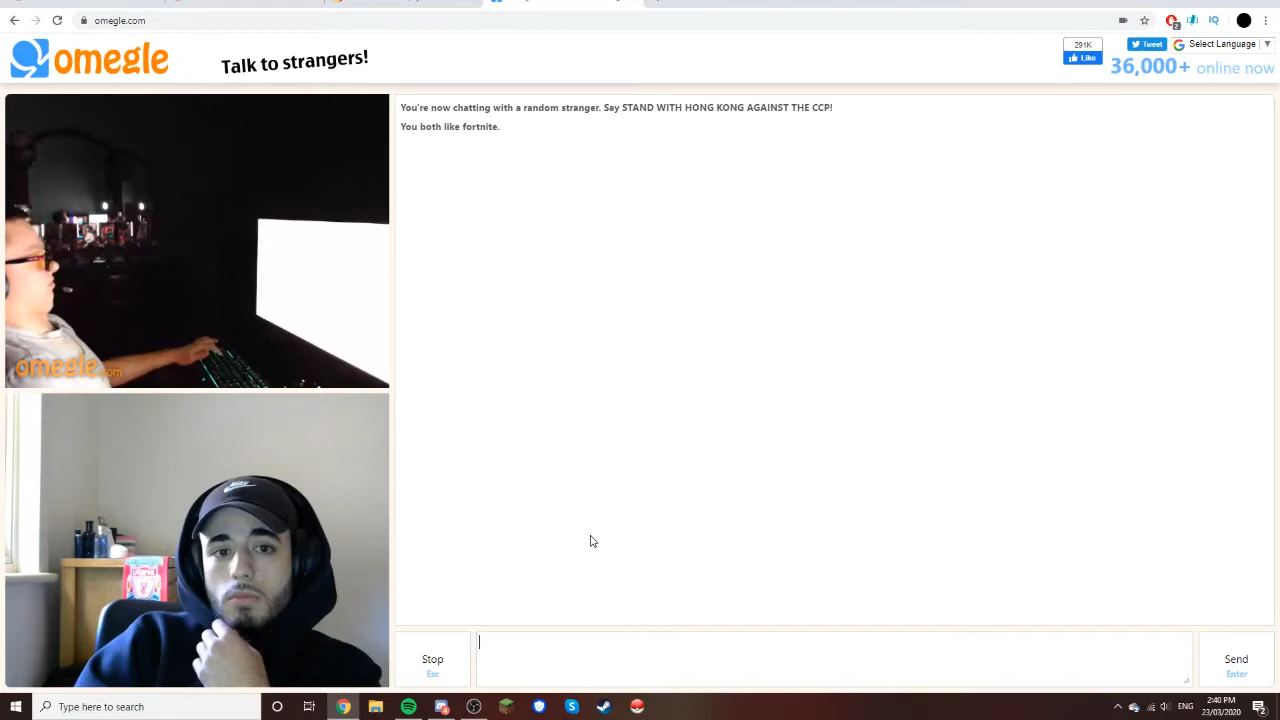 omegle.com
omegle
Talk to strangers!
291K
Like
Tweet
Select Language
36,000+ online now
You're now chatting with a random stranger. Say STAND WITH HONG KONG AGAINST THE CCP!
You both like fortnite.
omegle.com
Stop
Esc
Send
Enter
Type here to search
ENG
2:40 PM
23/03/2020